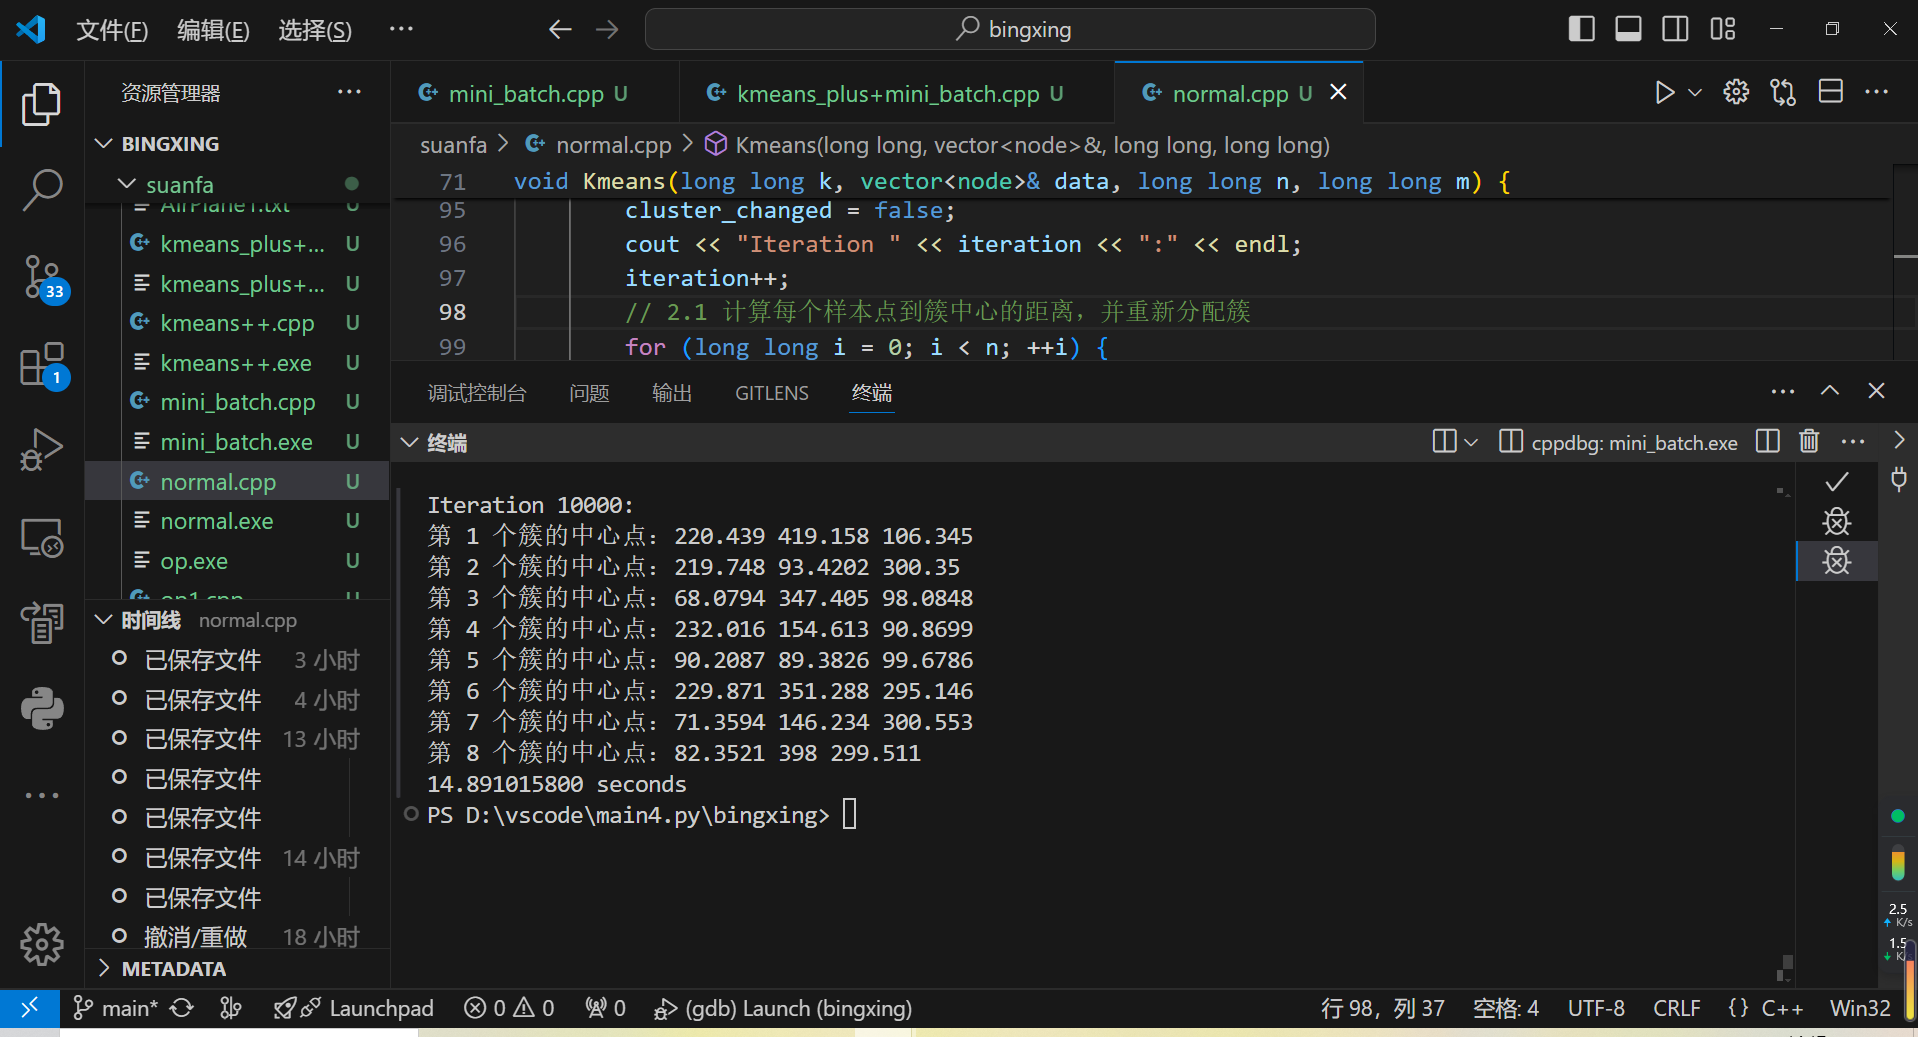 文件(F) 编辑(E) 选择(S) ··· bingxing
资源管理器 ···
BINGXING
suanfa
AirPlane1.txt U
kmeans_plus+... U
kmeans_plus+... U
kmeans++.cpp U
kmeans++.exe U
mini_batch.cpp U
mini_batch.exe U
normal.cpp U
normal.exe U
op.exe U
op1.cpp U
时间线 normal.cpp
已保存文件 3 小时
已保存文件 4 小时
已保存文件 13 小时
已保存文件
已保存文件
已保存文件 14 小时
已保存文件
撤消/重做 18 小时
METADATA
33
1
mini_batch.cpp U kmeans_plus+mini_batch.cpp U normal.cpp U
suanfa > normal.cpp > Kmeans(long long, vector<node>&, long long, long long)
71 void Kmeans(long long k, vector<node>& data, long long n, long long m) {
95 cluster_changed = false;
96 cout << "Iteration " << iteration << ":" << endl;
97 iteration++;
98 // 2.1 计算每个样本点到簇中心的距离，并重新分配簇
99 for (long long i = 0; i < n; ++i) {
调试控制台 问题 输出 GITLENS 终端
终端 cppdbg: mini_batch.exe
Iteration 10000:
第 1 个簇的中心点: 220.439 419.158 106.345
第 2 个簇的中心点: 219.748 93.4202 300.35
第 3 个簇的中心点: 68.0794 347.405 98.0848
第 4 个簇的中心点: 232.016 154.613 90.8699
第 5 个簇的中心点: 90.2087 89.3826 99.6786
第 6 个簇的中心点: 229.871 351.288 295.146
第 7 个簇的中心点: 71.3594 146.234 300.553
第 8 个簇的中心点: 82.3521 398 299.511
14.891015800 seconds
PS D:\vscode\main4.py\bingxing>
2.5
K/s
1.5
main* Launchpad 0 0 0 (gdb) Launch (bingxing) 行 98，列 37 空格: 4 UTF-8 CRLF {} C++ Win32